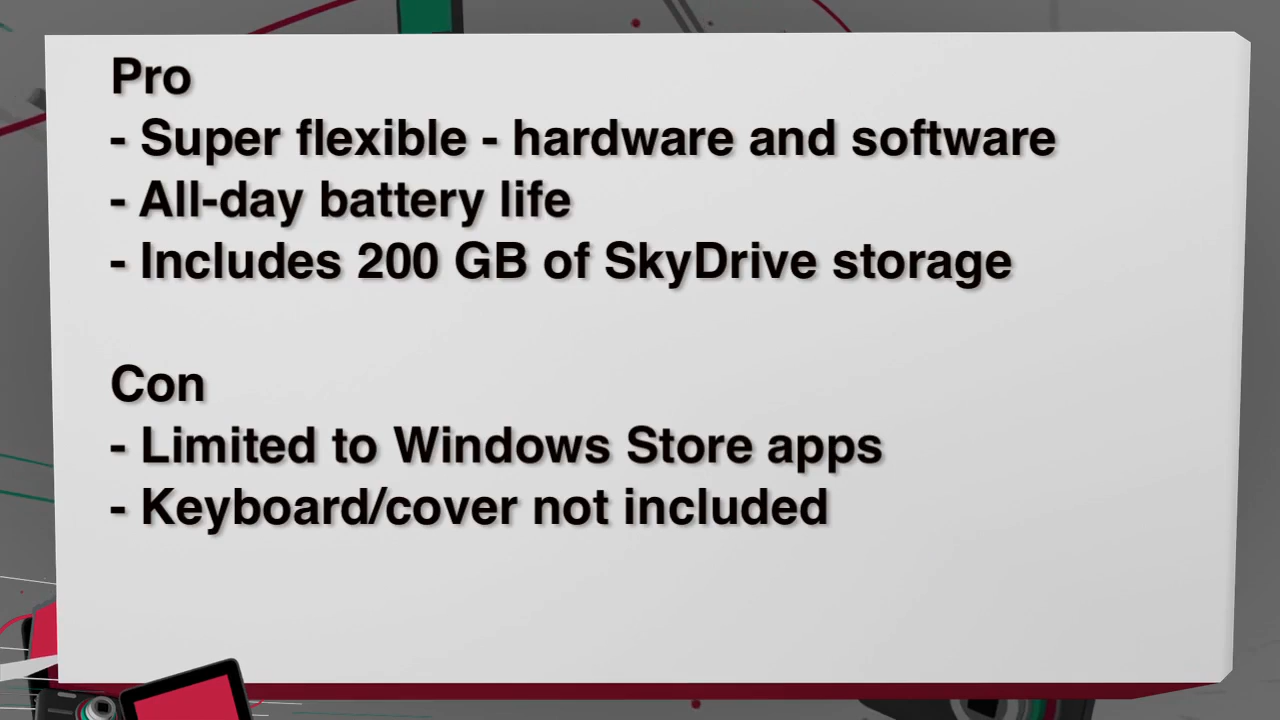 Pro
- Super flexible - hardware and software
- All-day battery life
- Includes 200 GB of SkyDrive storage
Con
- Limited to Windows Store apps
- Keyboard/cover not included